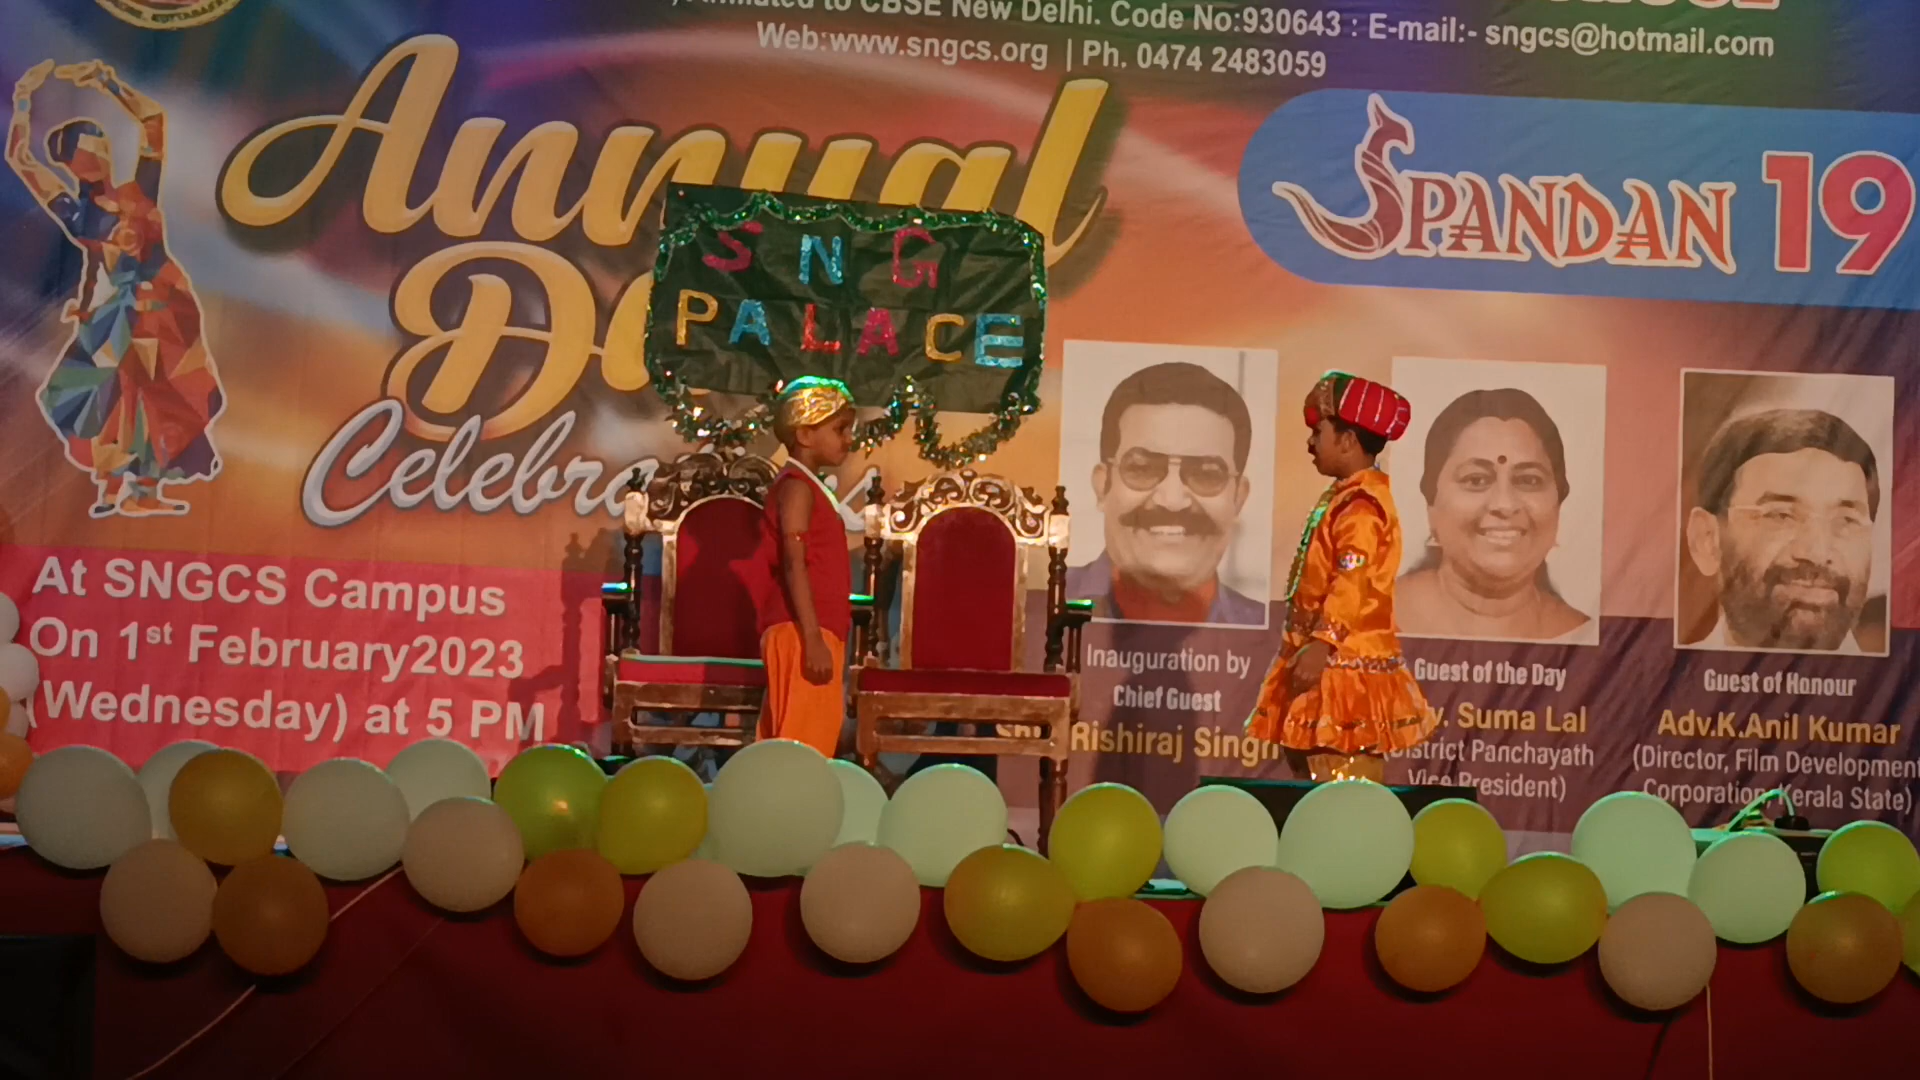 Affiliated to CBSE New Delhi. Code No:930643 : E-mail:- sngcs@hotmail.com
Web:www.sngcs.org | Ph. 0474 2483059
Annual
Celebra
SPANDAN 19
SNG
PALACE
At SNGCS Campus
On 1st February2023
(Wednesday) at 5 PM
Inauguration by
Chief Guest
Rishiraj Singh
Guest of the Day
Suma Lal
District Panchayath
Vice President)
Guest of Honour
Adv.K.Anil Kumar
(Director, Film Development
Corporation, Kerala State)